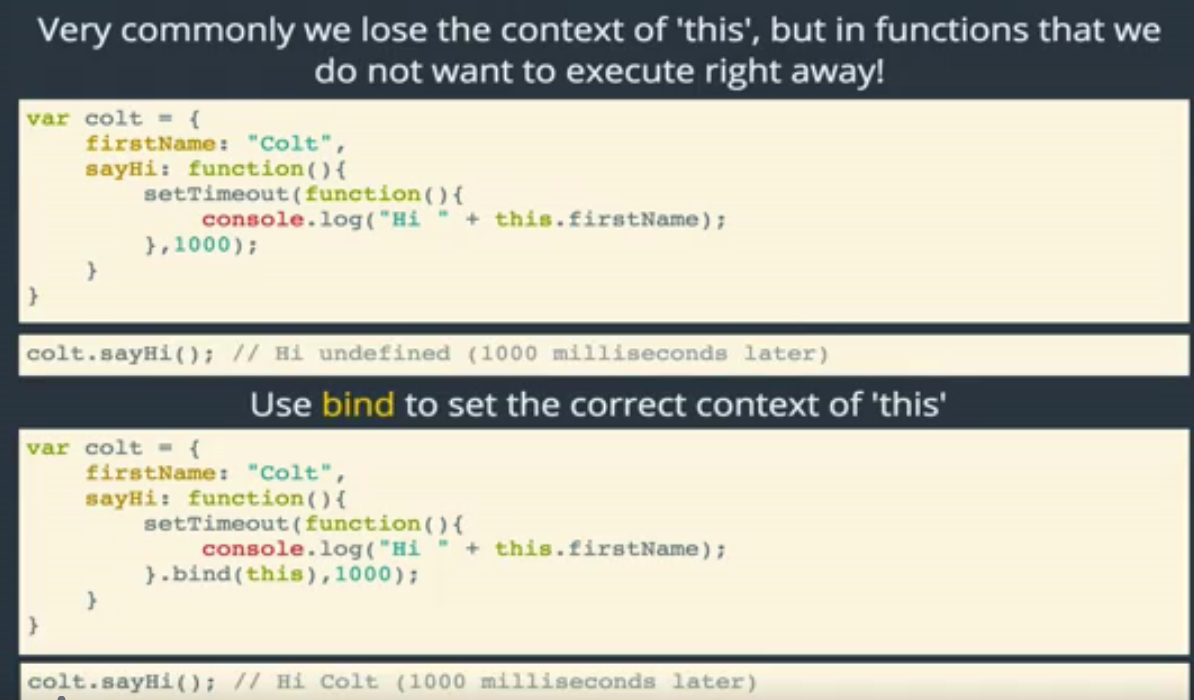 Very commonly we lose the context of 'this', but in functions that we
do not want to execute right away!
var colt = {
    firstName: "Colt",
    sayHi: function(){
        setTimeout(function(){
            console.log("Hi " + this.firstName);
        },1000);
    }
}
colt.sayHi(); // Hi undefined (1000 milliseconds later)
Use bind to set the correct context of 'this'
var colt = {
    firstName: "Colt",
    sayHi: function(){
        setTimeout(function(){
            console.log("Hi " + this.firstName);
        }.bind(this),1000);
    }
}
colt.sayHi(); // Hi Colt (1000 milliseconds later)